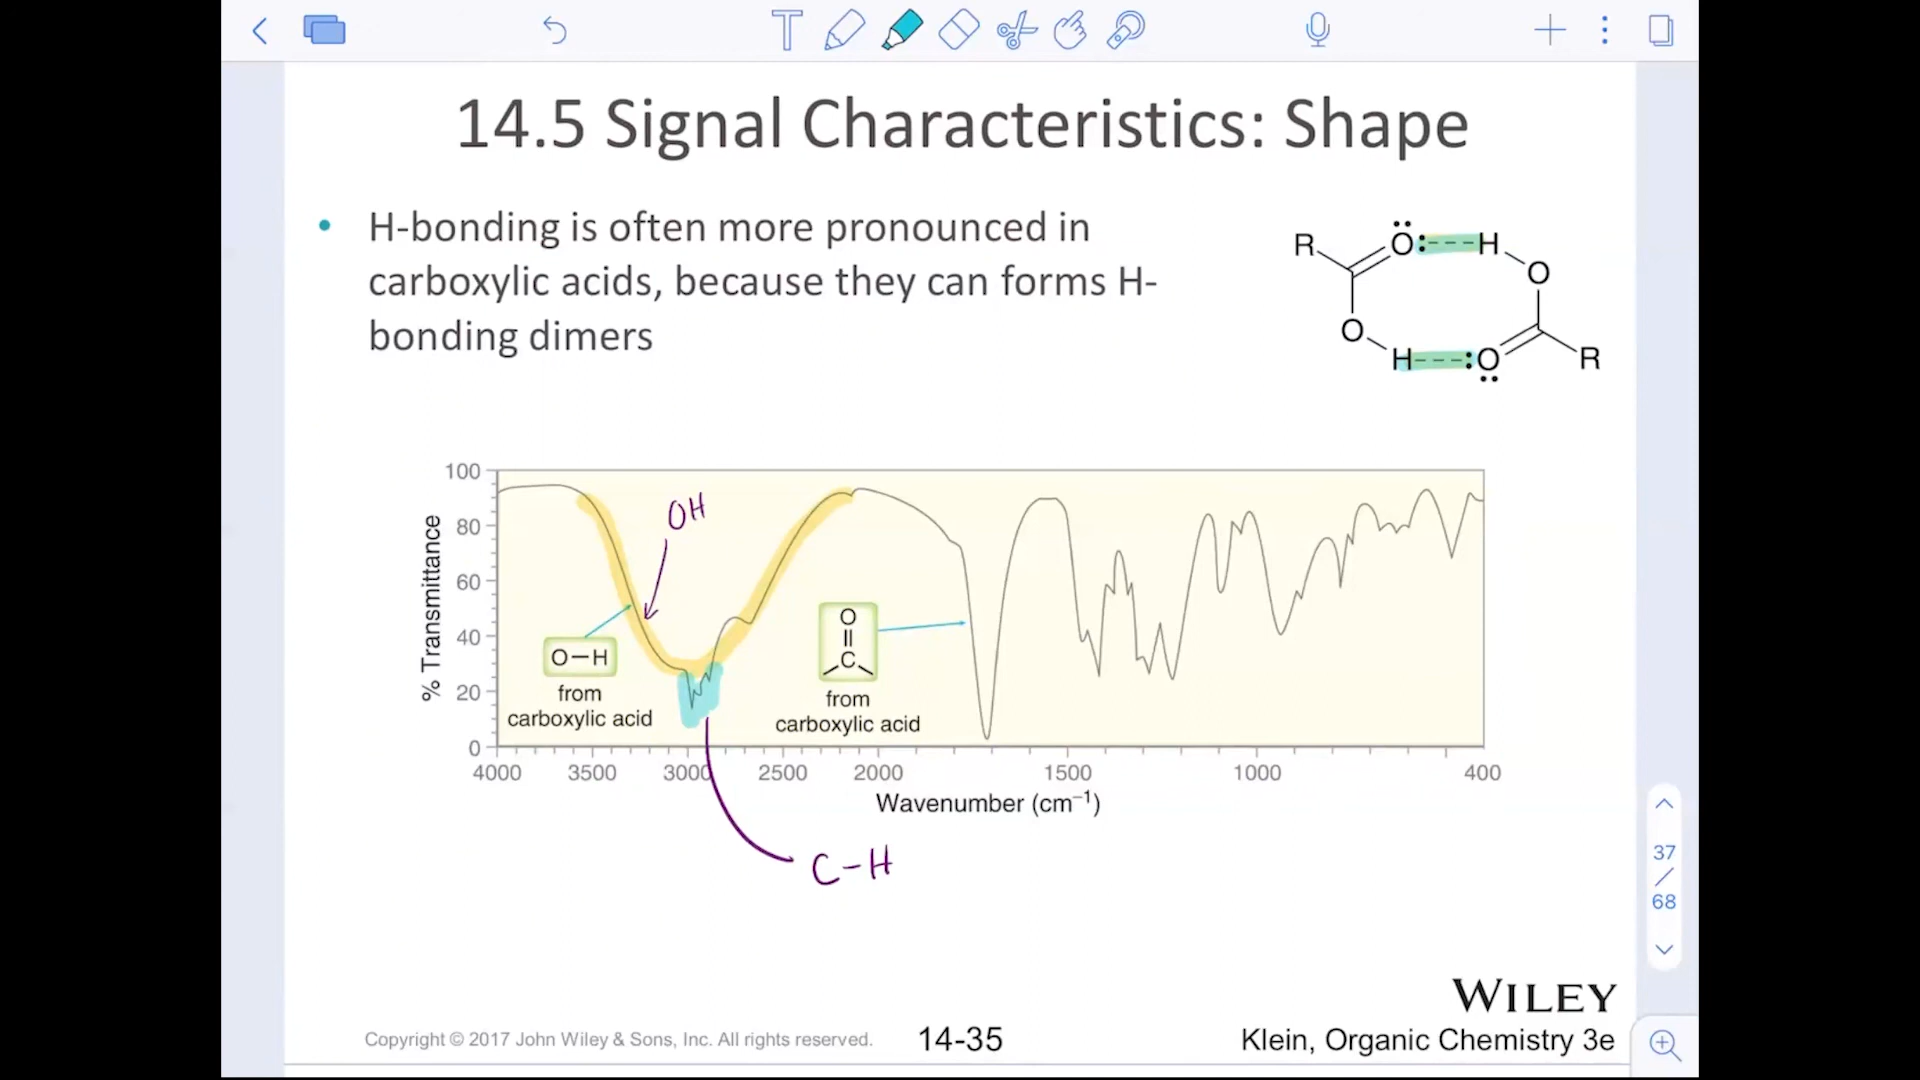 14.5 Signal Characteristics: Shape
• H-bonding is often more pronounced in
carboxylic acids, because they can forms H-
bonding dimers
R O: H
O
O
H :O R
100
80
60
40
20
0
% Transmittance
OH
O–H
from
carboxylic acid
O
C
from
carboxylic acid
4000 3500 3000 2500 2000 1500 1000 400
Wavenumber (cm⁻¹)
C-H
37
/
68
WILEY
Copyright © 2017 John Wiley & Sons, Inc. All rights reserved. 14-35 Klein, Organic Chemistry 3e